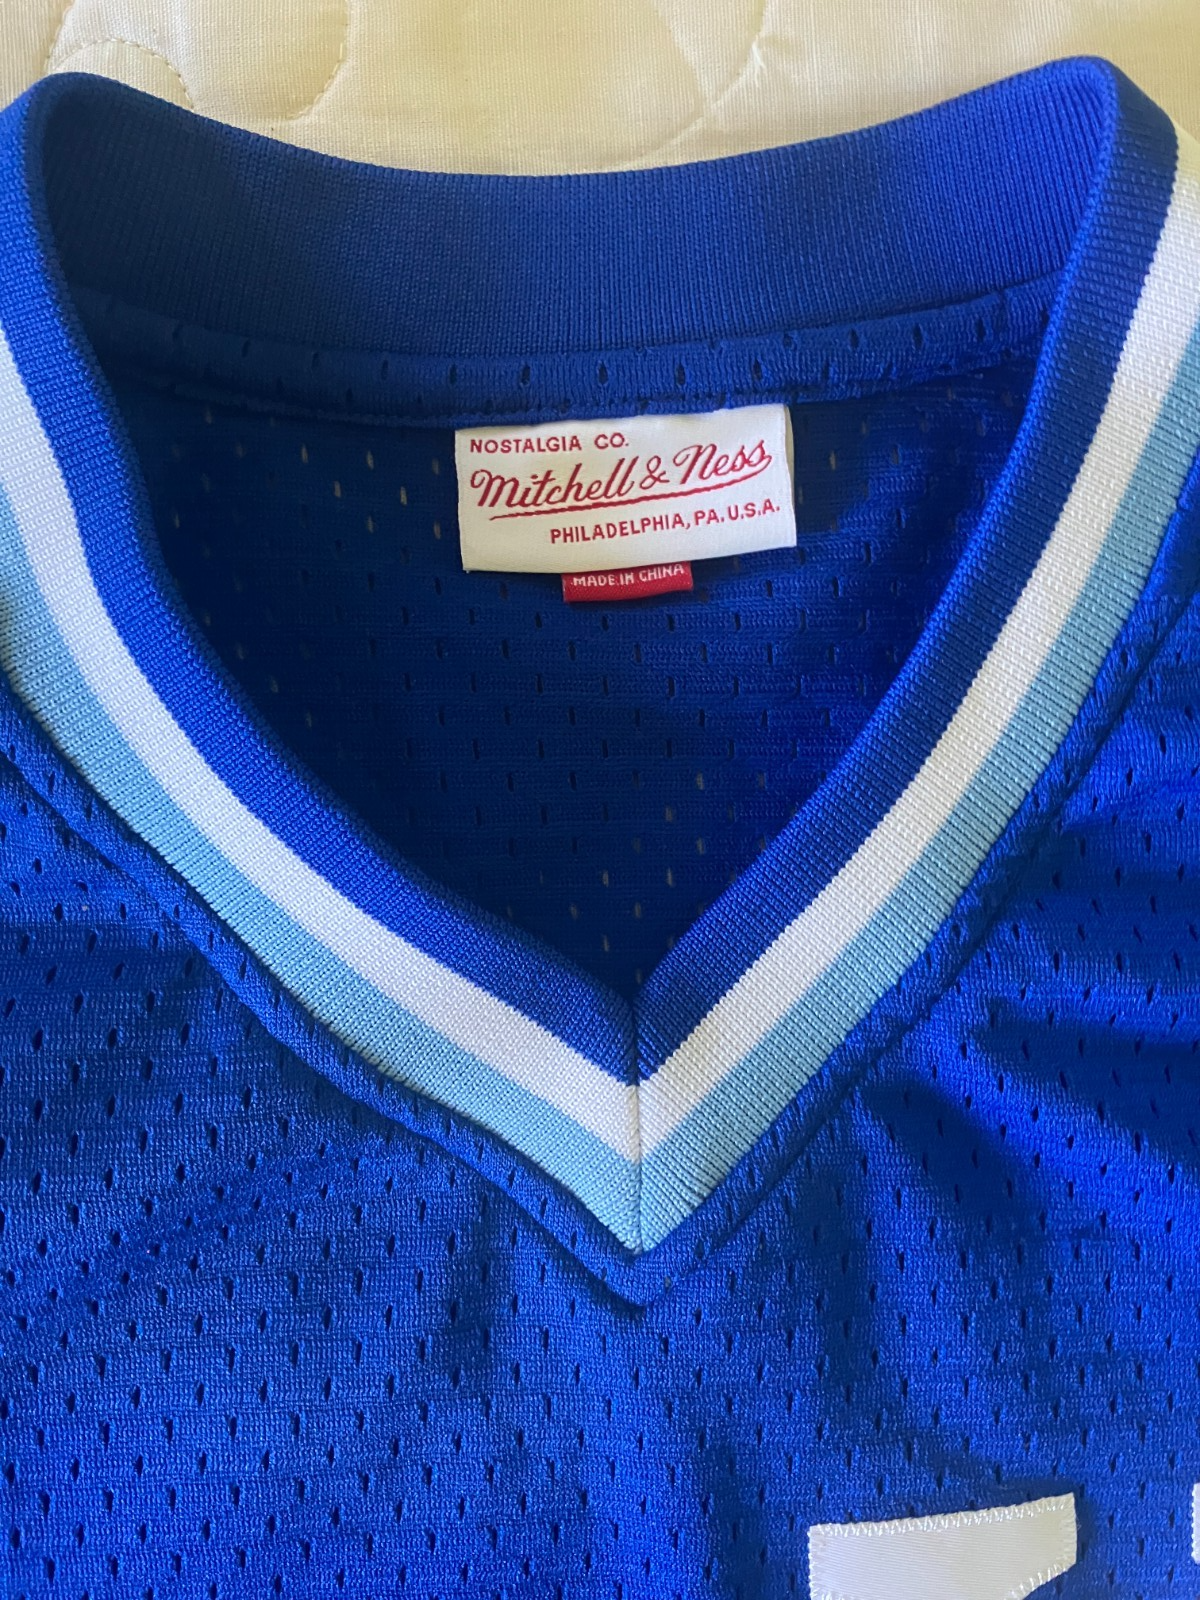 NOSTALGIA CO.
Mitchell & Ness
PHILADELPHIA, PA. U.S.A.
MADE IN CHINA